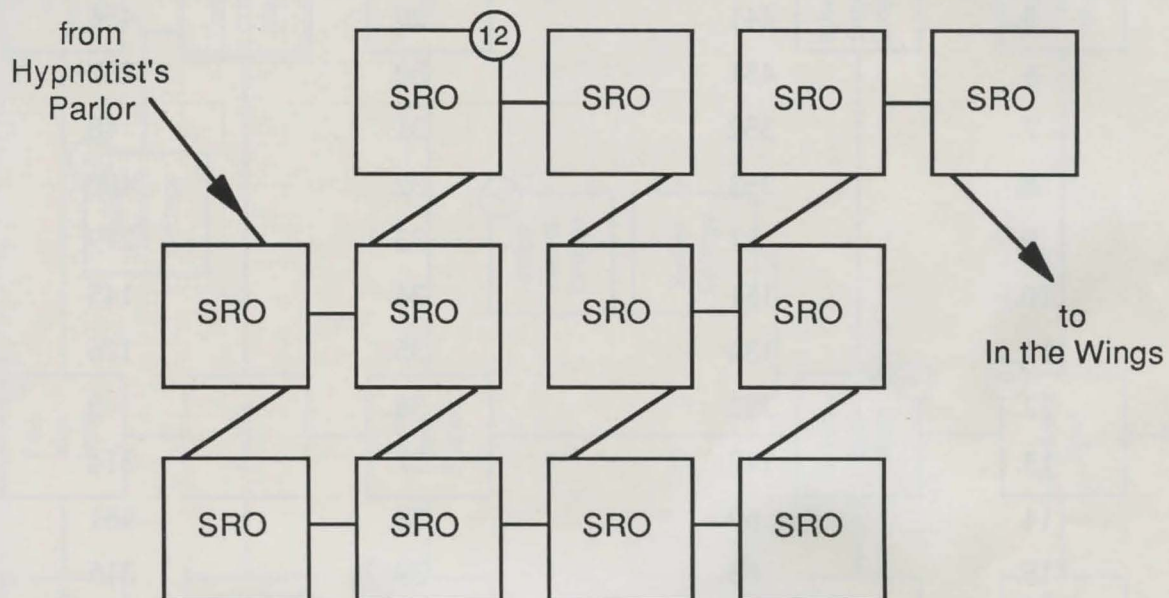 from
Hypnotist's
Parlor
12
SRO SRO SRO SRO
SRO SRO SRO SRO
to
In the Wings
SRO SRO SRO SRO